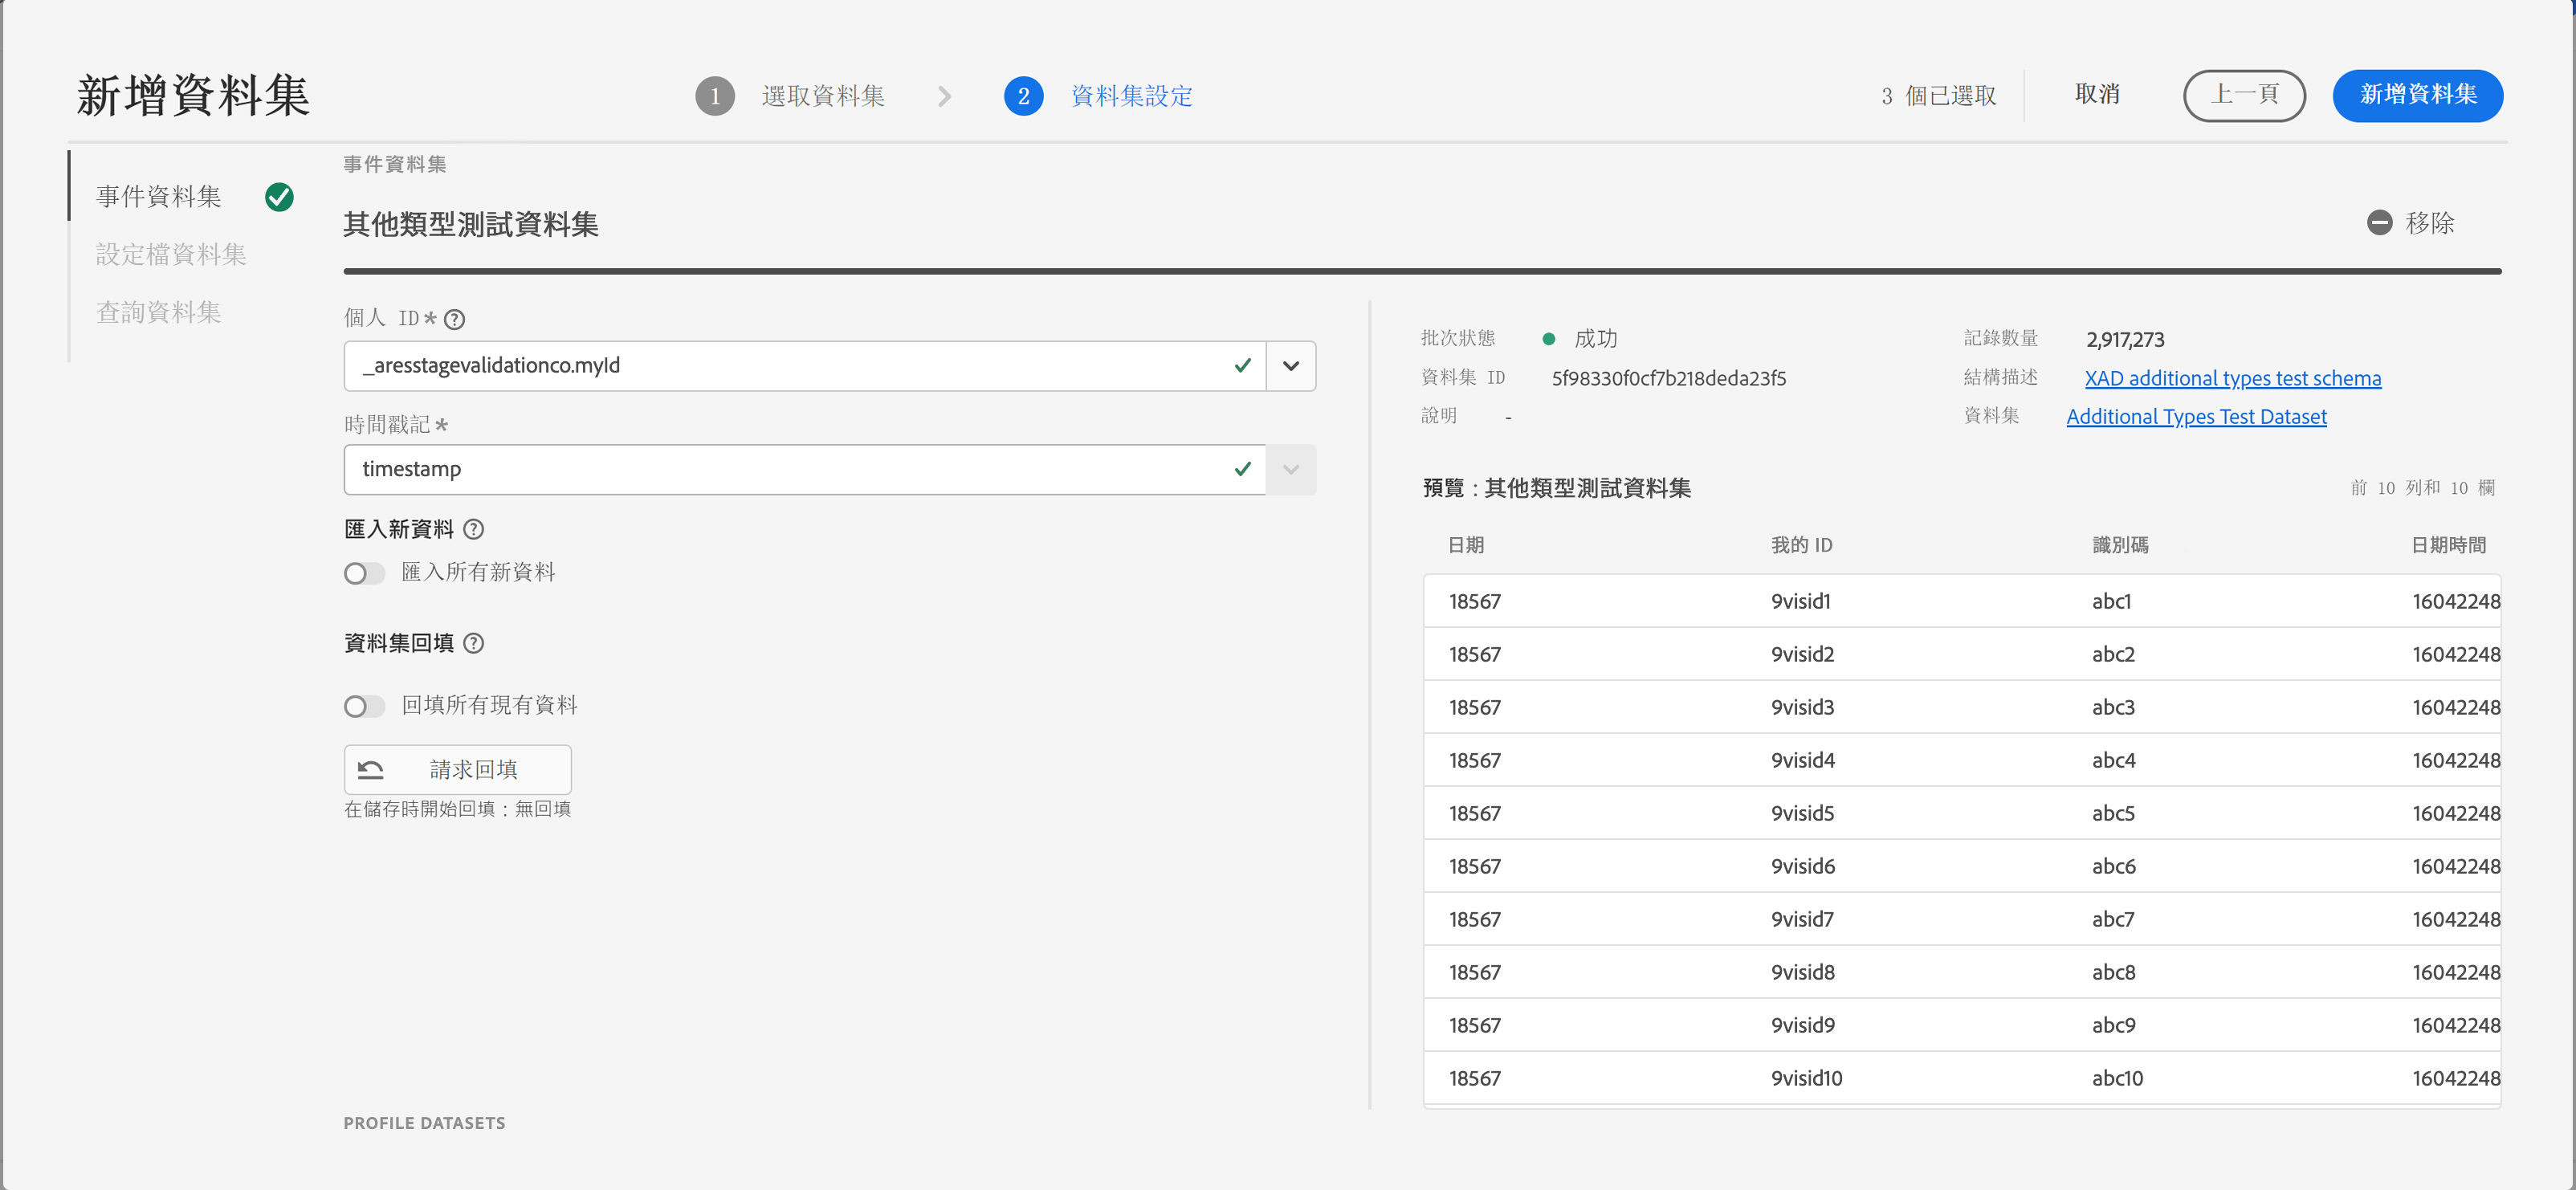 新增資料集
1 選取資料集
2 資料集設定
3 個已選取
取消
上一頁
新增資料集
事件資料集
設定檔資料集
查詢資料集
事件資料集
其他類型測試資料集
移除
個人 ID*
_aresstagevalidationco.myId
時間戳記*
timestamp
匯入新資料
匯入所有新資料
資料集回填
回填所有現有資料
請求回填
在儲存時開始回填：無回填
PROFILE DATASETS
批次狀態 成功
資料集 ID 5f98330f0cf7b218deda23f5
說明 -
記錄數量 2,917,273
結構描述 XAD additional types test schema
資料集 Additional Types Test Dataset
預覽：其他類型測試資料集
前 10 列和 10 欄
日期 我的 ID 識別碼 日期時間
18567 9visid1 abc1 16042248
18567 9visid2 abc2 16042248
18567 9visid3 abc3 16042248
18567 9visid4 abc4 16042248
18567 9visid5 abc5 16042248
18567 9visid6 abc6 16042248
18567 9visid7 abc7 16042248
18567 9visid8 abc8 16042248
18567 9visid9 abc9 16042248
18567 9visid10 abc10 16042248